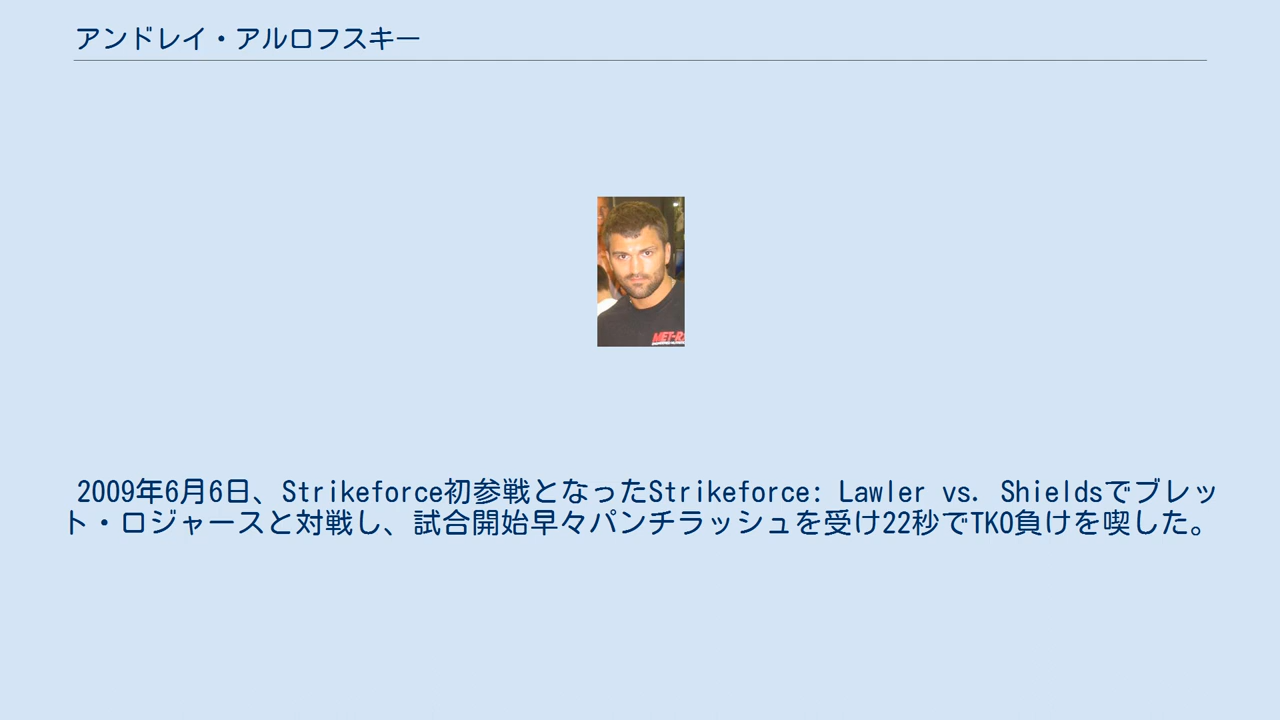 アンドレイ・アルロフスキー
MET-R
2009年6月6日、Strikeforce初参戦となったStrikeforce: Lawler vs. Shieldsでブレッ
ト・ロジャースと対戦し、試合開始早々パンチラッシュを受け22秒でTKO負けを喫した。